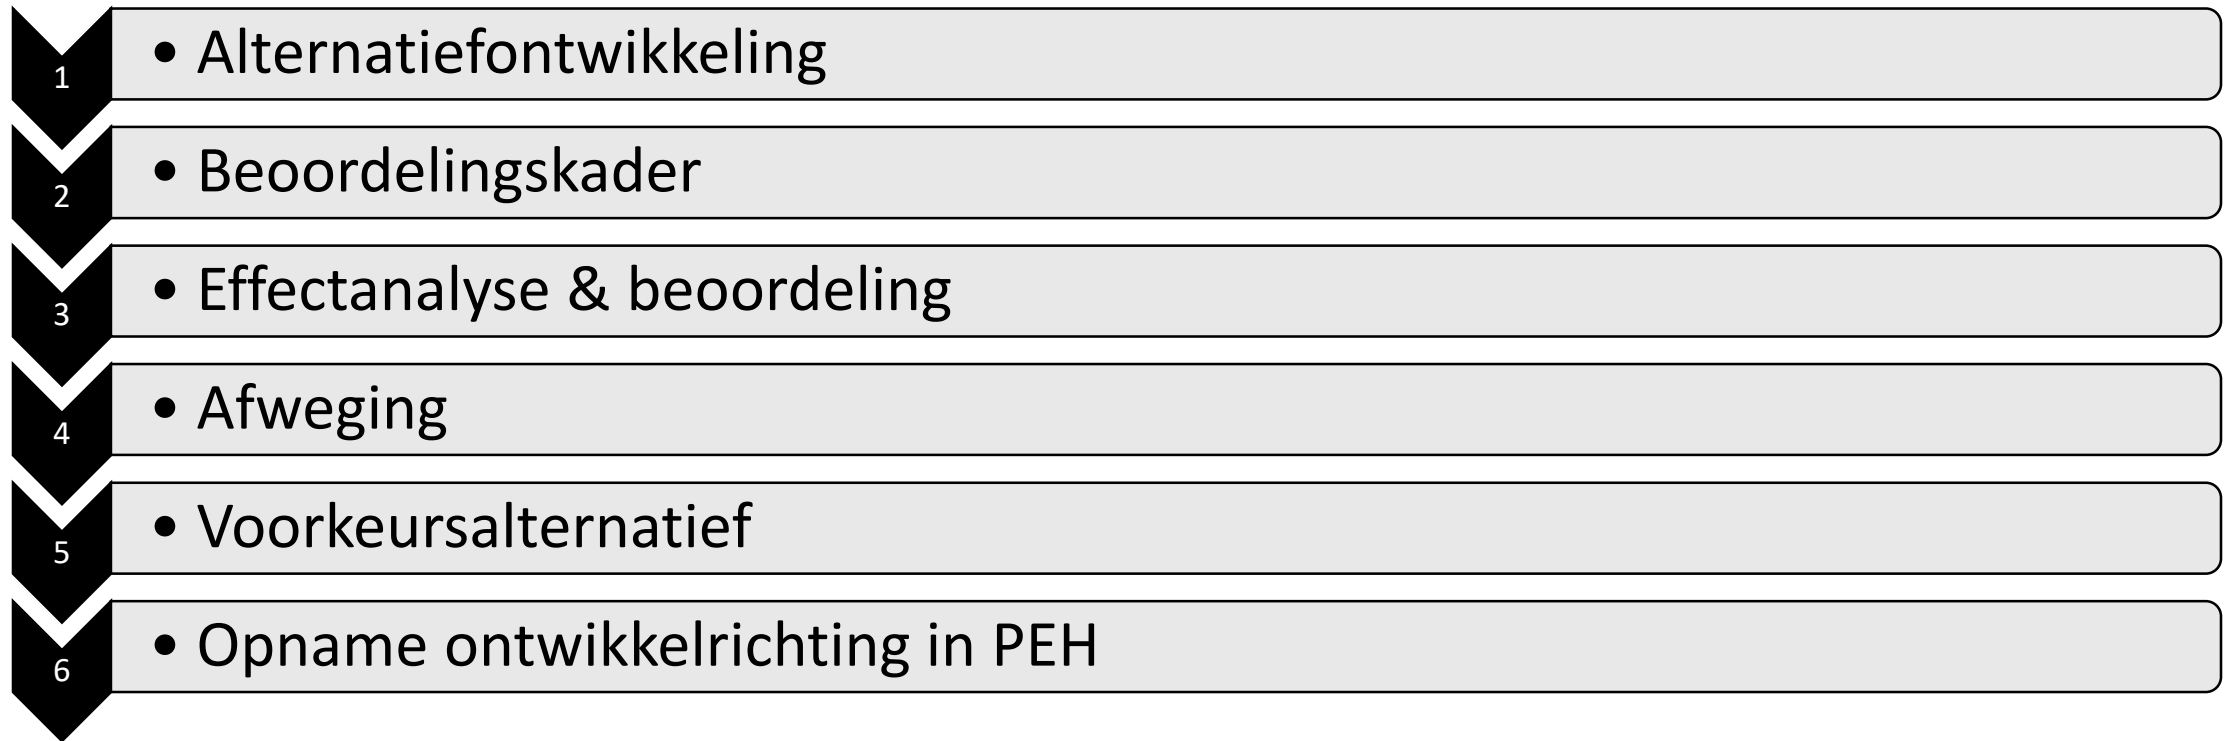 1 • Alternatiefontwikkeling
2 • Beoordelingskader
3 • Effectanalyse & beoordeling
4 • Afweging
5 • Voorkeursalternatief
6 • Opname ontwikkelrichting in PEH